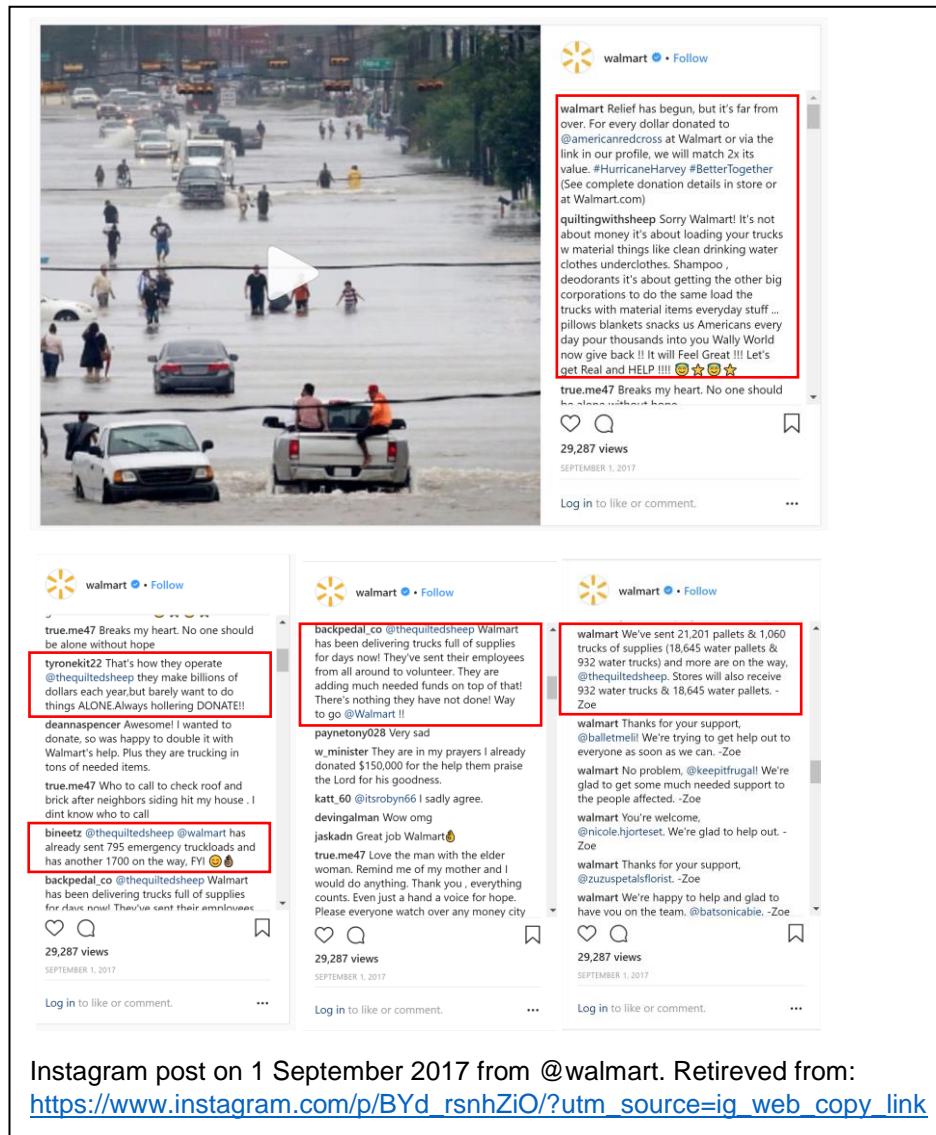 walmart • Follow
walmart Relief has begun, but it's far from
over. For every dollar donated to
@americanredcross at Walmart or via the
link in our profile, we will match 2x its
value. #HurricaneHarvey #BetterTogether
(See complete donation details in store or
at Walmart.com)
quiltingwithsheep Sorry Walmart! It's not
about money it's about loading your trucks
w material things like clean drinking water
clothes underclothes. Shampoo ,
deodorants it's about getting the other big
corporations to do the same load the
trucks with material items everyday stuff ...
pillows blankets snacks us Americans every
day pour thousands into you Wally World
now give back !! It will Feel Great !!! Let's
get Real and HELP !!!! 😇⭐😇⭐
true.me47 Breaks my heart. No one should
be alone without hope
29,287 views
SEPTEMBER 1, 2017
Log in to like or comment.
walmart • Follow
true.me47 Breaks my heart. No one should
be alone without hope
tyronekit22 That's how they operate
@thequiltedsheep they make billions of
dollars each year,but barely want to do
things ALONE.Always hollering DONATE!!
deannaspencer Awesome! I wanted to
donate, so was happy to double it with
Walmart's help. Plus they are trucking in
tons of needed items.
true.me47 Who to call to check roof and
brick after neighbors siding hit my house . I
dint know who to call
bineetz @thequiltedsheep @walmart has
already sent 795 emergency truckloads and
has another 1700 on the way, FYI
backpedal_co @thequiltedsheep Walmart
has been delivering trucks full of supplies
for days now! They've sent their employees
29,287 views
SEPTEMBER 1, 2017
Log in to like or comment.
walmart • Follow
backpedal_co @thequiltedsheep Walmart
has been delivering trucks full of supplies
for days now! They've sent their employees
from all around to volunteer. They are
adding much needed funds on top of that!
There's nothing they have not done! Way
to go @Walmart !!
paynetony028 Very sad
w_minister They are in my prayers I already
donated $150,000 for the help them praise
the Lord for his goodness.
katt_60 @itsrobyn66 I sadly agree.
devingalman Wow omg
jaskadn Great job Walmart
true.me47 Love the man with the elder
woman. Remind me of my mother and I
would do anything. Thank you , everything
counts. Even just a hand a voice for hope.
Please everyone watch over any money city
29,287 views
SEPTEMBER 1, 2017
Log in to like or comment.
walmart • Follow
walmart We've sent 21,201 pallets & 1,060
trucks of supplies (18,645 water pallets &
932 water trucks) and more are on the way,
@thequiltedsheep. Stores will also receive
932 water trucks & 18,645 water pallets. -
Zoe
walmart Thanks for your support,
@balletmeli! We're trying to get help out to
everyone as soon as we can. -Zoe
walmart No problem, @keepitfrugal! We're
glad to get some much needed support to
the people affected. -Zoe
walmart You're welcome,
@nicole.hjorteset. We're glad to help out. -
Zoe
walmart Thanks for your support,
@zuzuspetalsflorist. -Zoe
walmart We're happy to help and glad to
have you on the team. @batsonicabie. -Zoe
29,287 views
SEPTEMBER 1, 2017
Log in to like or comment.
Instagram post on 1 September 2017 from @walmart. Retireved from:
https://www.instagram.com/p/BYd_rsnhZiO/?utm_source=ig_web_copy_link